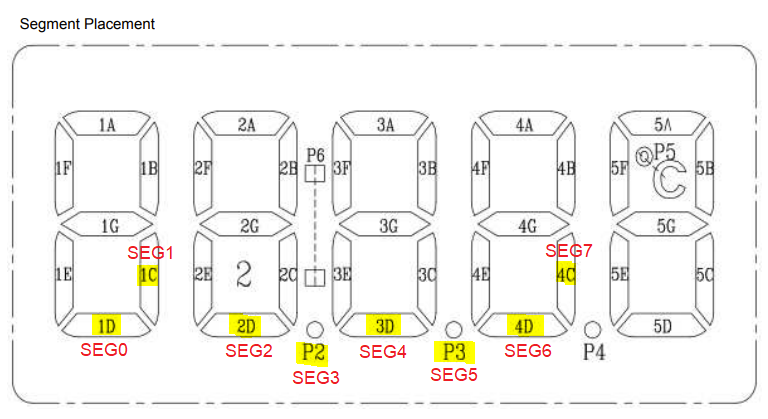 Segment Placement
1A 2A 3A 4A 5A
P6 @P5
1F 1B 2F 2B 3F 3B 4F 4B 5F C 5B
1G 2G 3G 4G 5G
SEG1 SEG7
1E 1C 2E 2 2C 3E 3C 4E 4C 5E 5C
1D 2D 3D 4D 5D
SEG0 SEG2 P2 SEG4 P3 SEG6 P4
SEG3 SEG5